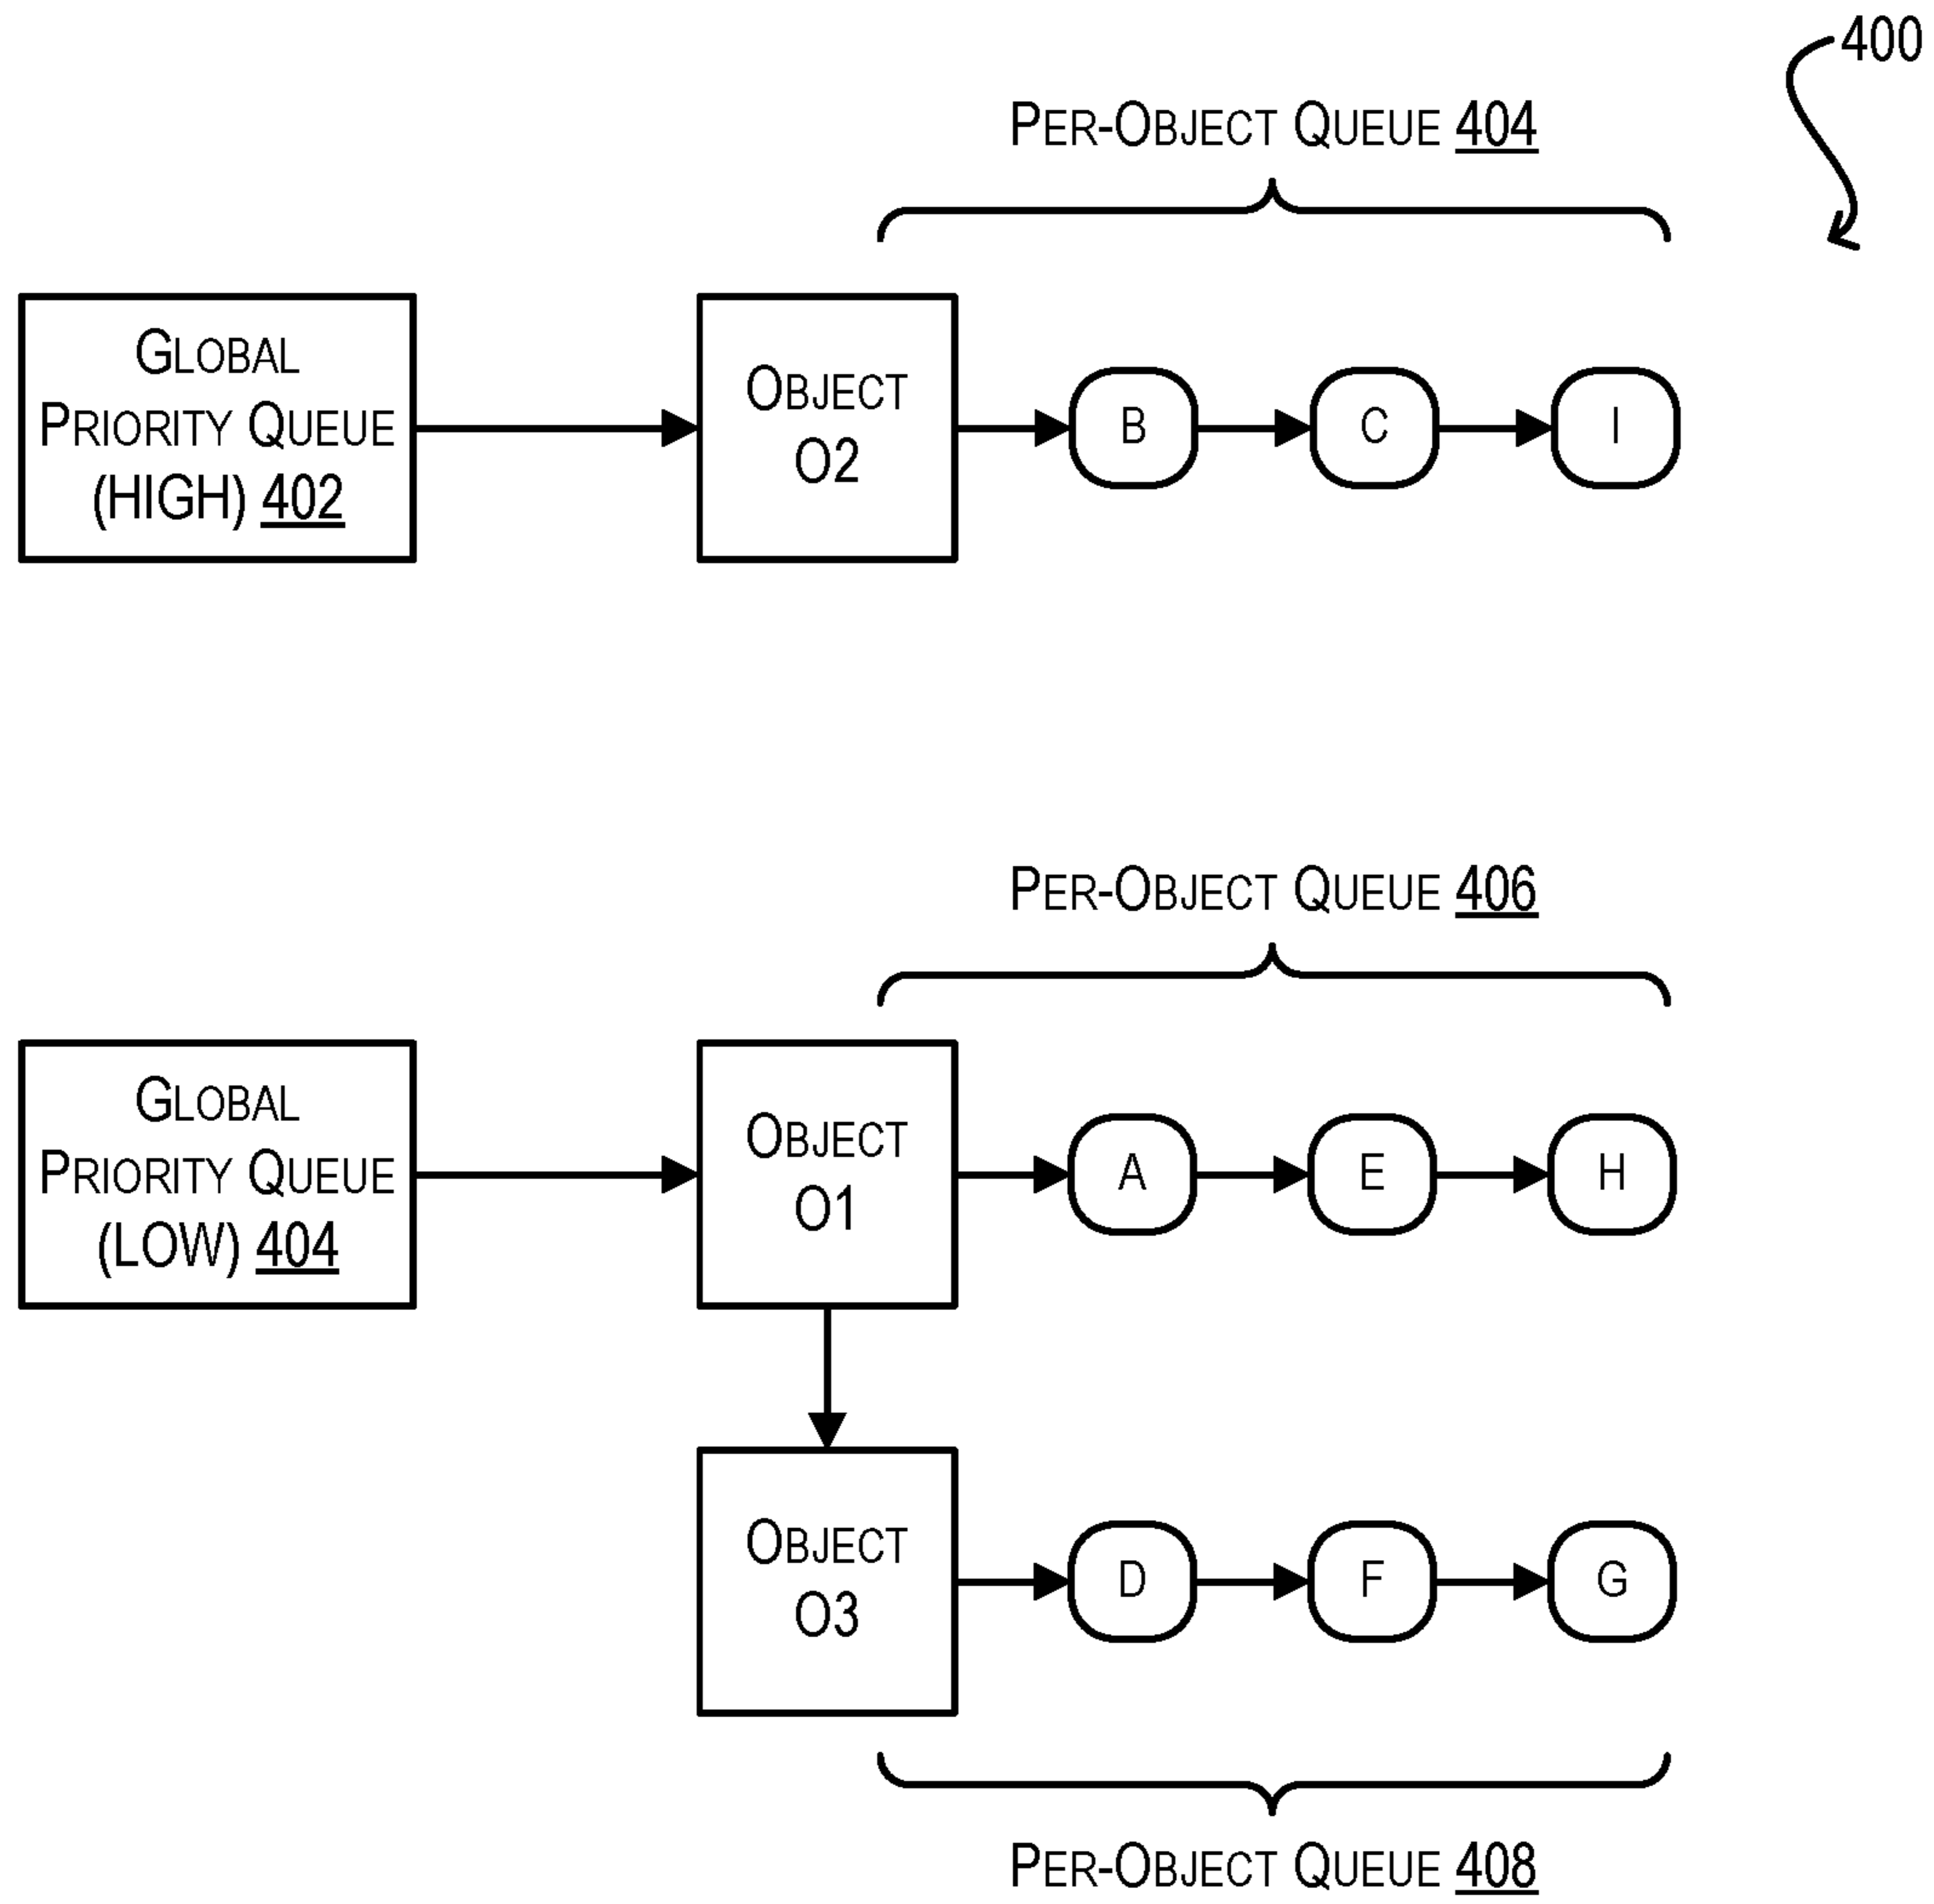 400
PER-OBJECT QUEUE 404
GLOBAL
PRIORITY QUEUE
(HIGH) 402
OBJECT
O2
B
C
I
PER-OBJECT QUEUE 406
GLOBAL
PRIORITY QUEUE
(LOW) 404
OBJECT
O1
A
E
H
OBJECT
O3
D
F
G
PER-OBJECT QUEUE 408